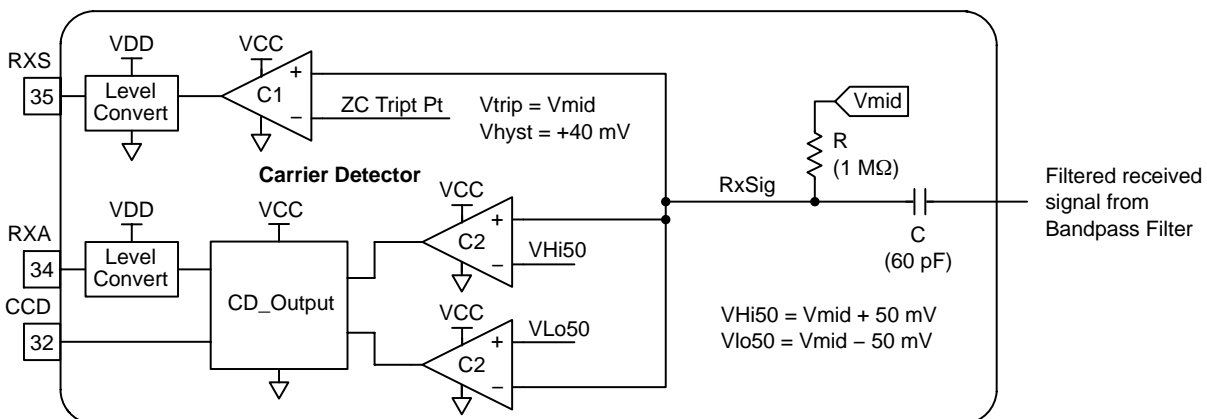 RXS
35
VDD
Level
Convert
VCC
+
C1
−
ZC Tript Pt
Vtrip = Vmid
Vhyst = +40 mV
Vmid
R
(1 MΩ)
Carrier Detector
RxSig
C
(60 pF)
Filtered received
signal from
Bandpass Filter
RXA
34
VDD
Level
Convert
VCC
CD_Output
CCD
32
VCC
+
C2
−
VHi50
VCC
+
C2
−
VLo50
VHi50 = Vmid + 50 mV
Vlo50 = Vmid − 50 mV